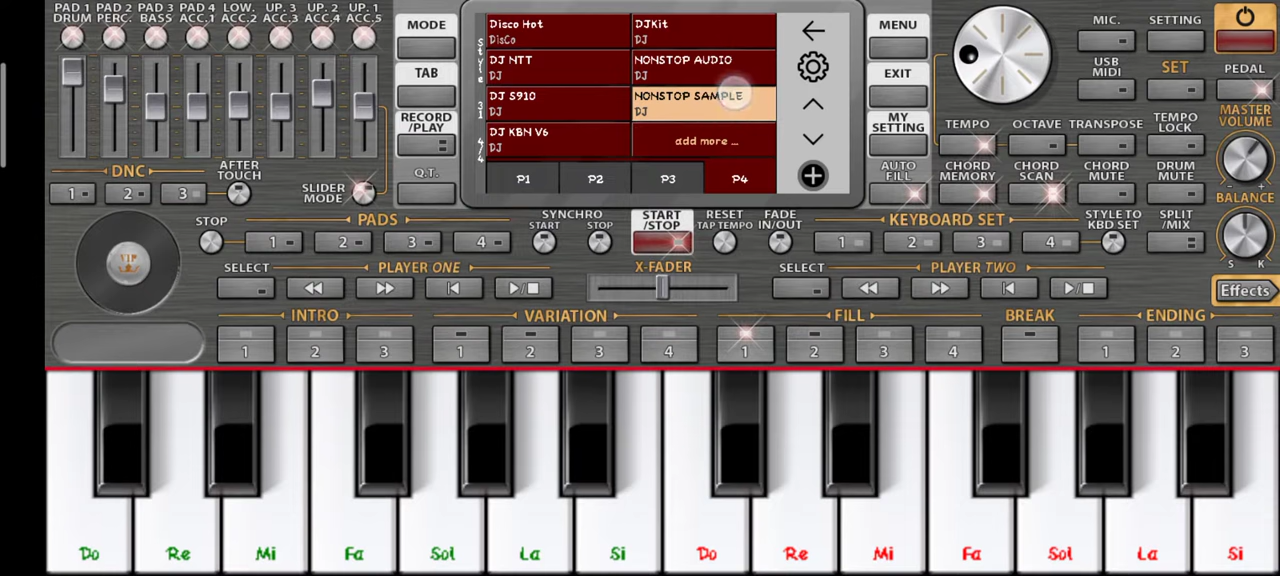 PAD 1 PAD 2 PAD 3 PAD 4 LOW. UP. 3 UP. 2 UP. 1
DRUM PERC. BASS ACC.1 ACC.2 ACC.3 ACC.4 ACC.5
MODE
TAB
RECORD
/PLAY
Q.T.
Disco Hot
DisCo
DJKit
DJ
DJ NTT
DJ
NONSTOP AUDIO
DJ
DJ S910
DJ
NONSTOP SAMPLE
DJ
DJ KBN V6
DJ
add more ...
P1 P2 P3 P4
MENU
EXIT
MY
SETTING
AUTO
FILL
MIC. SETTING
USB
MIDI
SET
PEDAL
MASTER
VOLUME
TEMPO OCTAVE TRANSPOSE TEMPO
LOCK
CHORD
MEMORY
CHORD
SCAN
CHORD
MUTE
DRUM
MUTE
BALANCE
S K
DNC
1 2 3
AFTER
TOUCH
SLIDER
MODE
STOP PADS
1 2 3 4
SYNCHRO
START STOP
START
/STOP
RESET
TAP TEMPO
FADE
IN/OUT
KEYBOARD SET
1 2 3 4
STYLE TO
KBD SET
SPLIT
/MIX
VIP
SELECT PLAYER ONE
X-FADER
SELECT PLAYER TWO
Effects
INTRO VARIATION FILL BREAK ENDING
1 2 3 1 2 3 4 1 2 3 4 1 2 3
Do Re Mi Fa Sol La Si Do Re Mi Fa Sol La Si